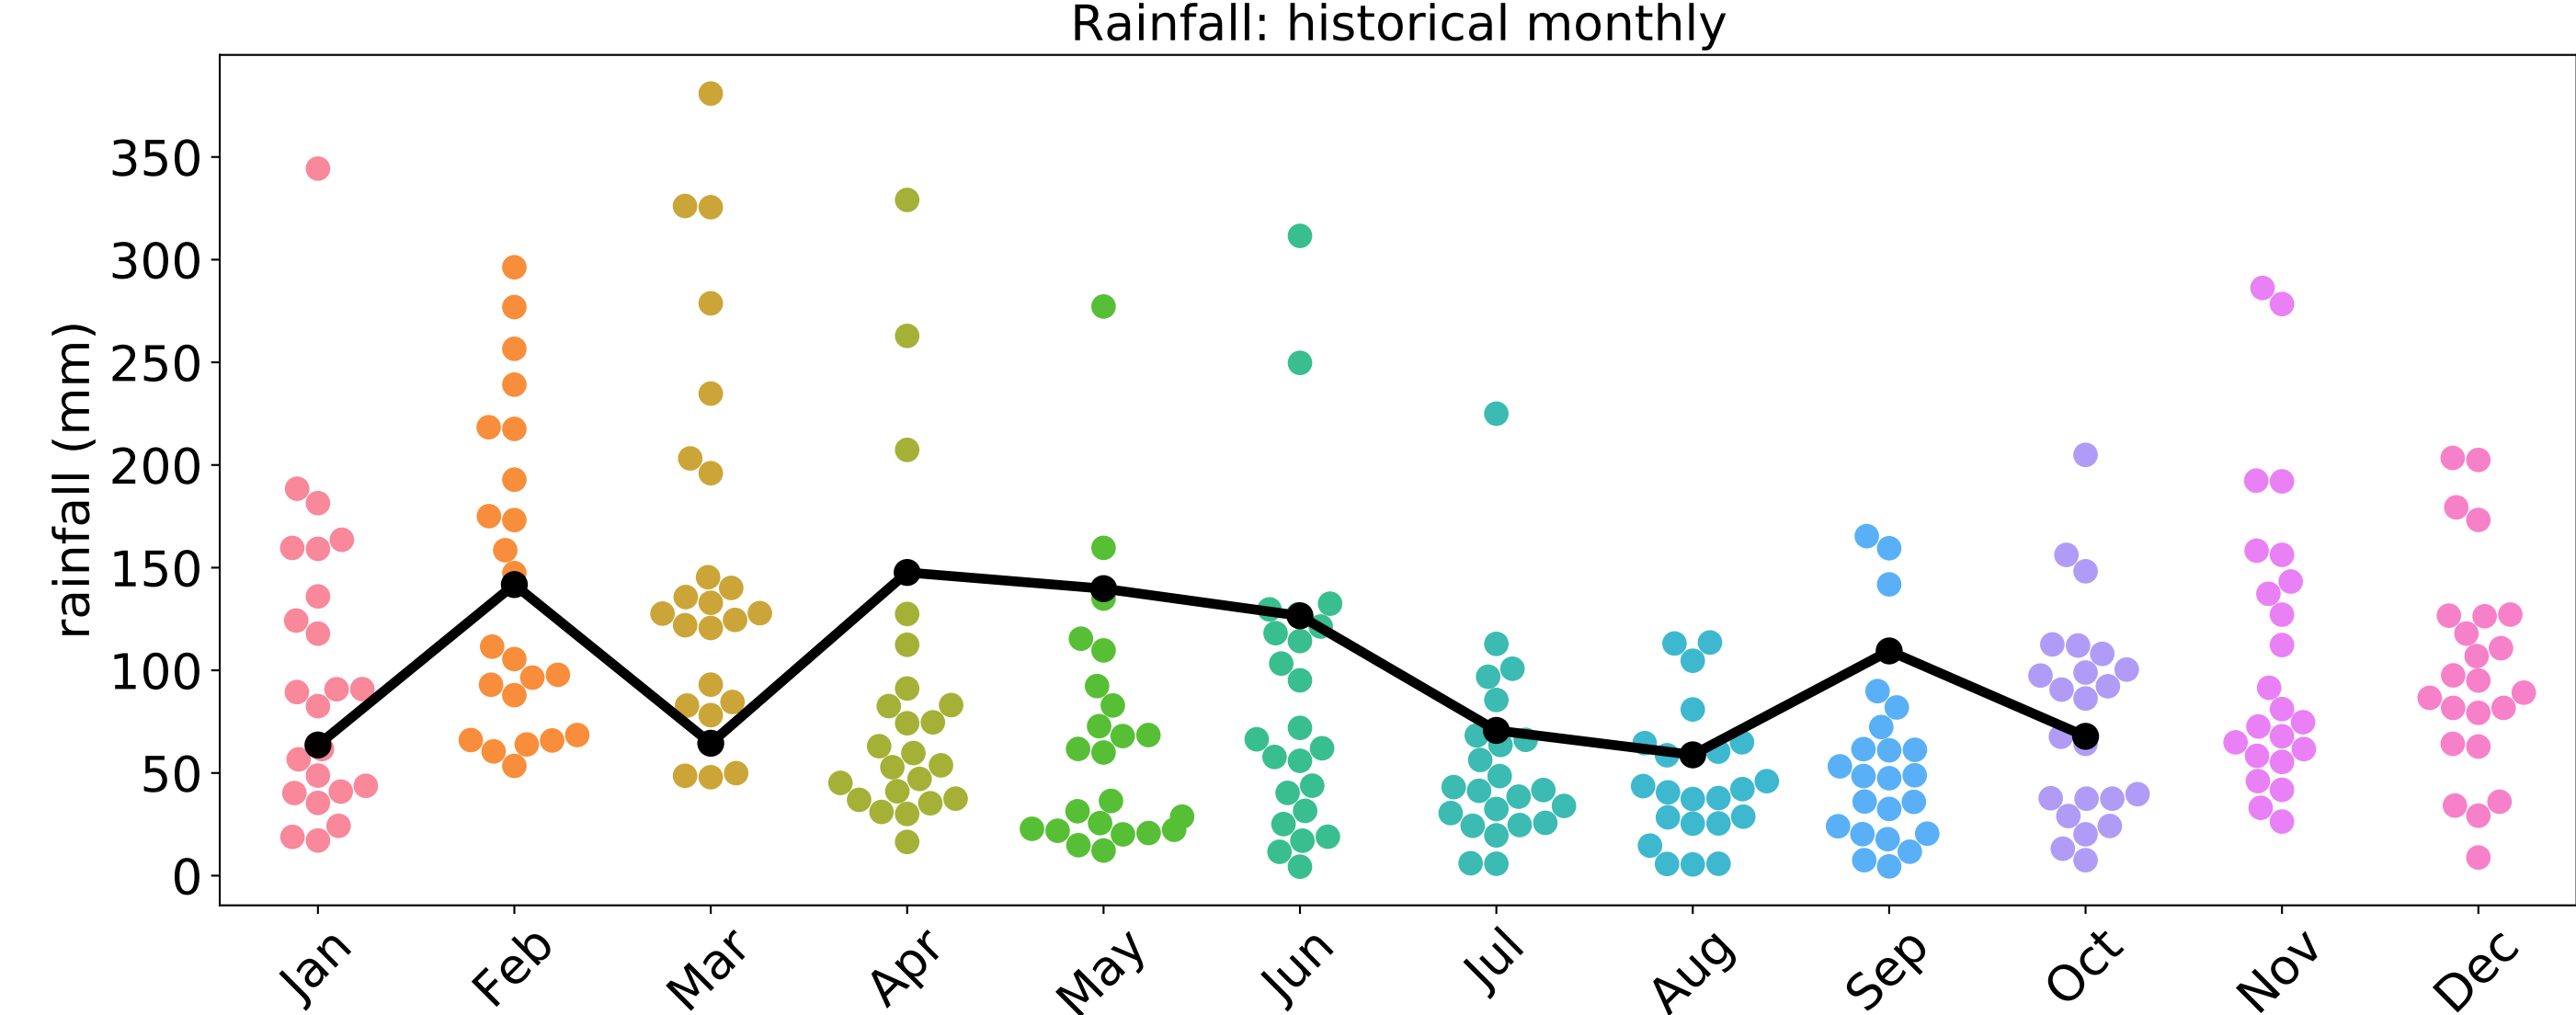 Rainfall: historical monthly
rainfall (mm)
350
300
250
200
150
100
50
0
Jan
Feb
Mar
Apr
May
Jun
Jul
Aug
Sep
Oct
Nov
Dec